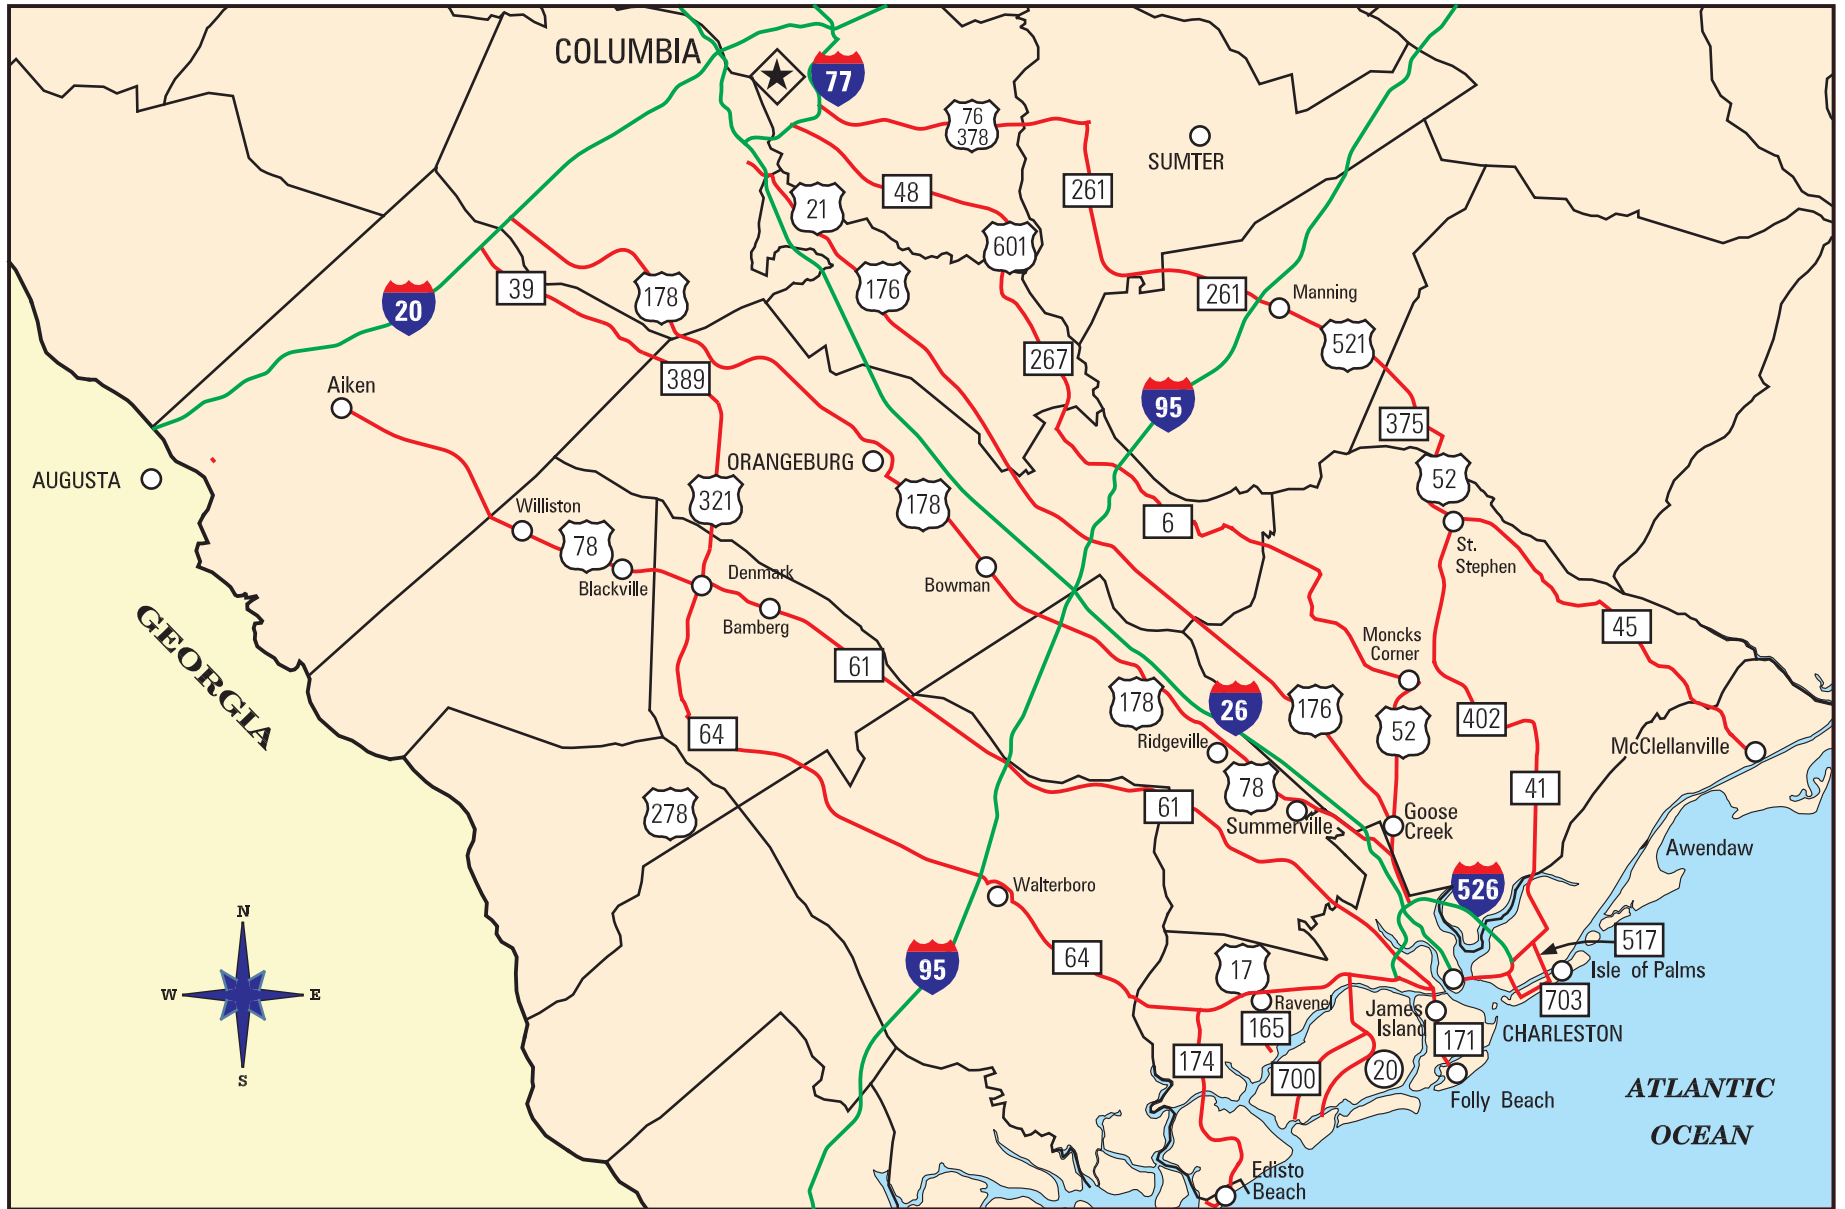 COLUMBIA
77
76
378
SUMTER
48
261
21
601
176
39
178
20
261
Manning
521
267
389
95
Aiken
375
ORANGEBURG
AUGUSTA
52
321
178
Williston
6
78
St.
Stephen
Blackville
Denmark
Bowman
Bamberg
45
GEORGIA
Moncks
Corner
61
178
26
176
402
64
52
Ridgeville
McClellanville
78
41
278
61
Summerville
Goose
Creek
Awendaw
526
Walterboro
N
W
E
S
517
64
17
95
Isle of Palms
Ravenel
James
Island
703
165
171
CHARLESTON
174
700
20
Folly Beach
ATLANTIC
OCEAN
Edisto
Beach